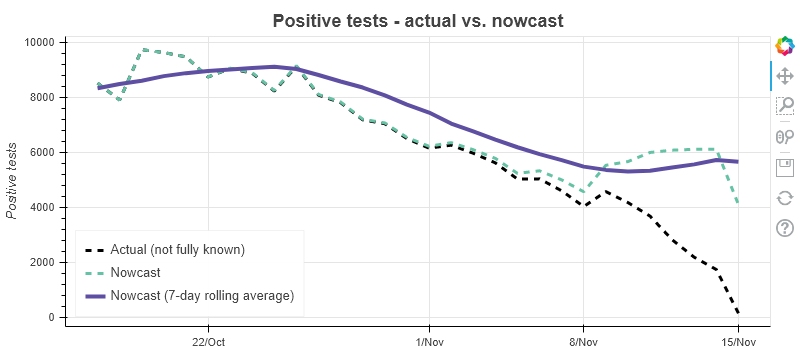 Positive tests - actual vs. nowcast
Positive tests
10000
8000
6000
4000
2000
0
Actual (not fully known)
Nowcast
Nowcast (7-day rolling average)
22/Oct
1/Nov
8/Nov
15/Nov